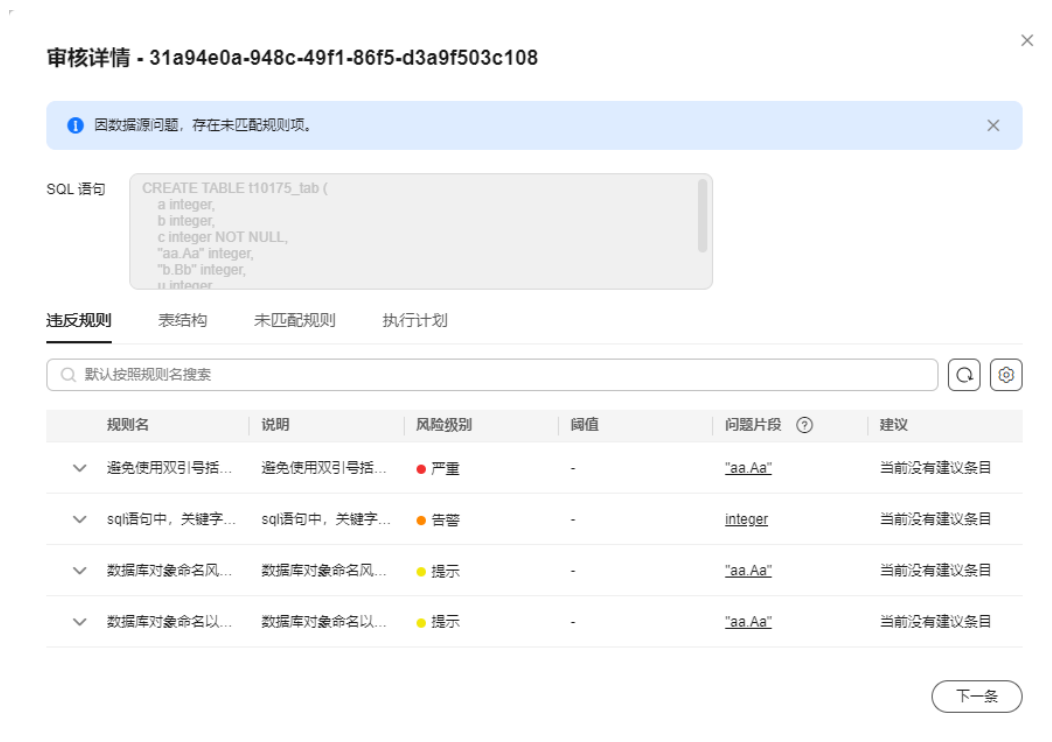 审核详情 - 31a94e0a-948c-49f1-86f5-d3a9f503c108
因数据源问题，存在未匹配规则项。
SQL 语句
CREATE TABLE t10175_tab (
a integer,
b integer,
c integer NOT NULL,
"aa.Aa" integer,
"b.Bb" integer,
u integer
违反规则 表结构 未匹配规则 执行计划
默认按照规则名搜索
规则名 说明 风险级别 阈值 问题片段 建议
避免使用双引号括... 避免使用双引号括... 严重 - "aa.Aa" 当前没有建议条目
sql语句中，关键字... sql语句中，关键字... 告警 - integer 当前没有建议条目
数据库对象命名风... 数据库对象命名风... 提示 - "aa.Aa" 当前没有建议条目
数据库对象命名以... 数据库对象命名以... 提示 - "aa.Aa" 当前没有建议条目
下一条